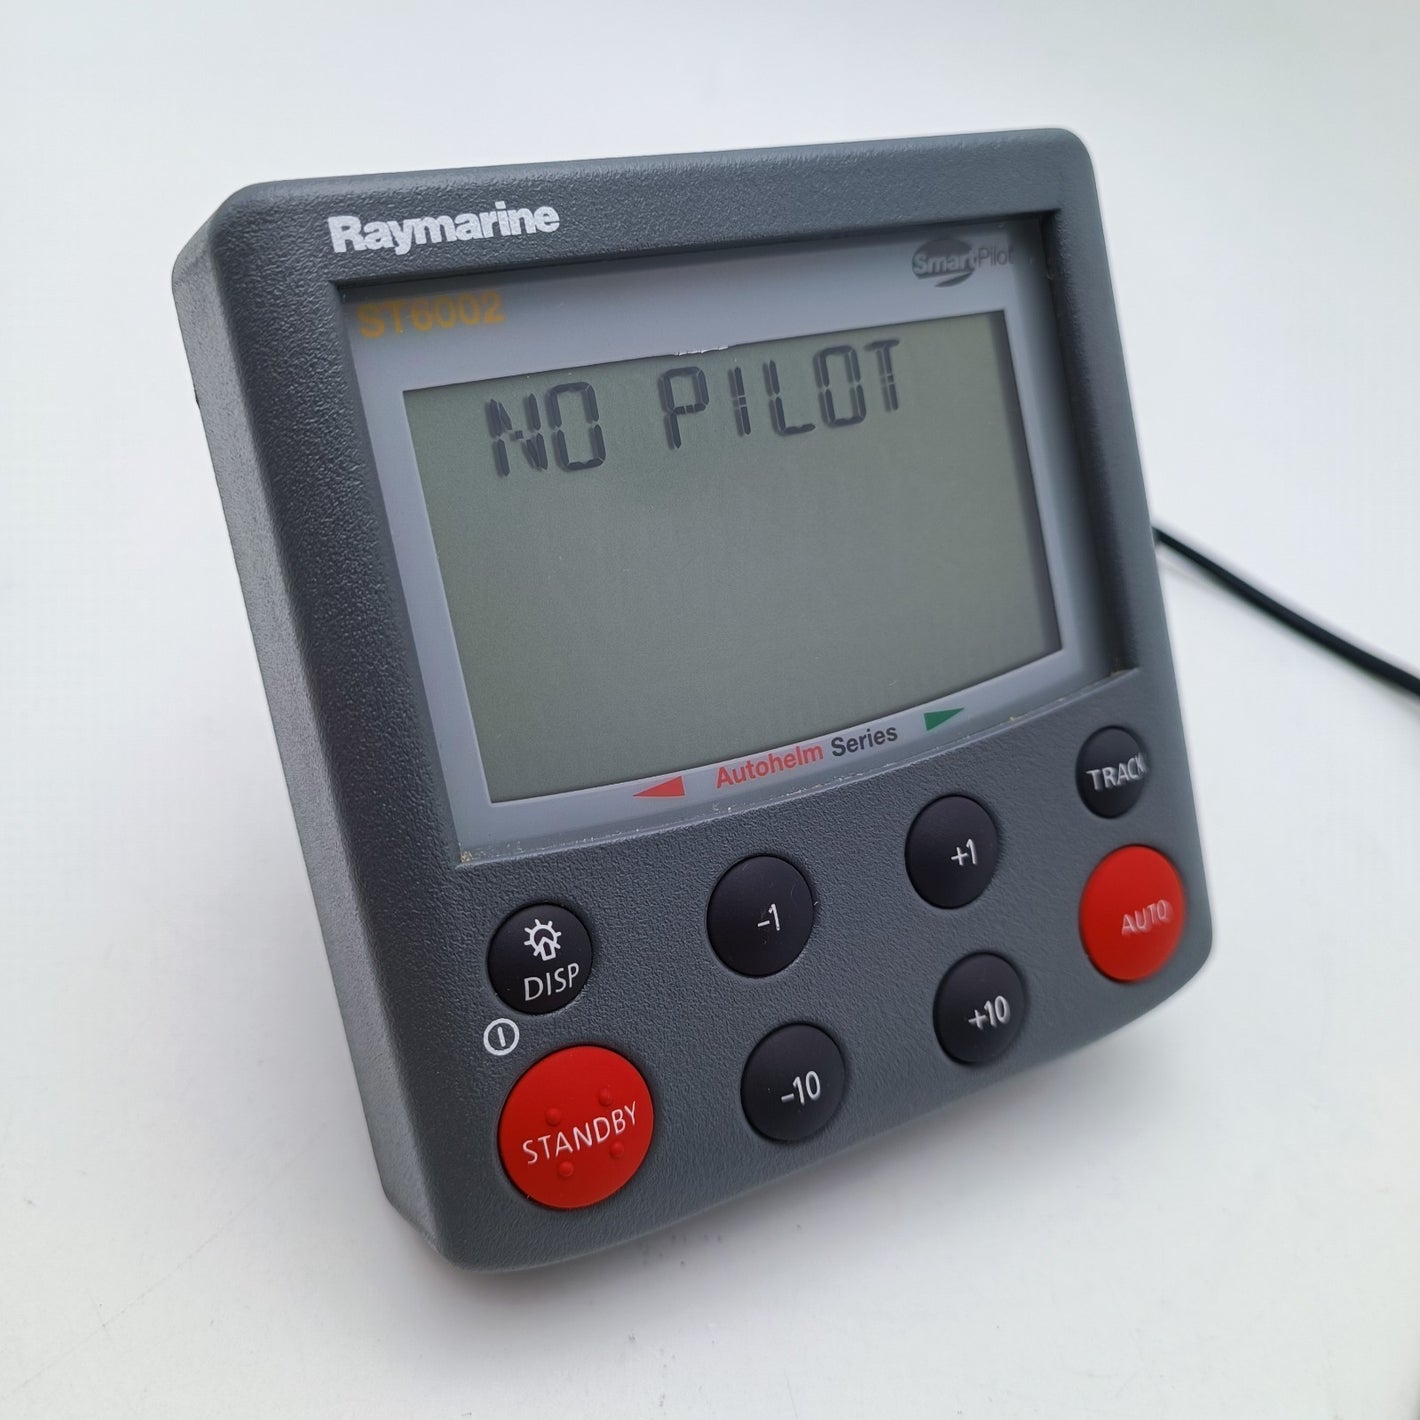 Raymarine
ST6002
SmartPilot
NO PILOT
Autohelm Series
TRACK
DISP
-1
+1
AUTO
STANDBY
-10
+10